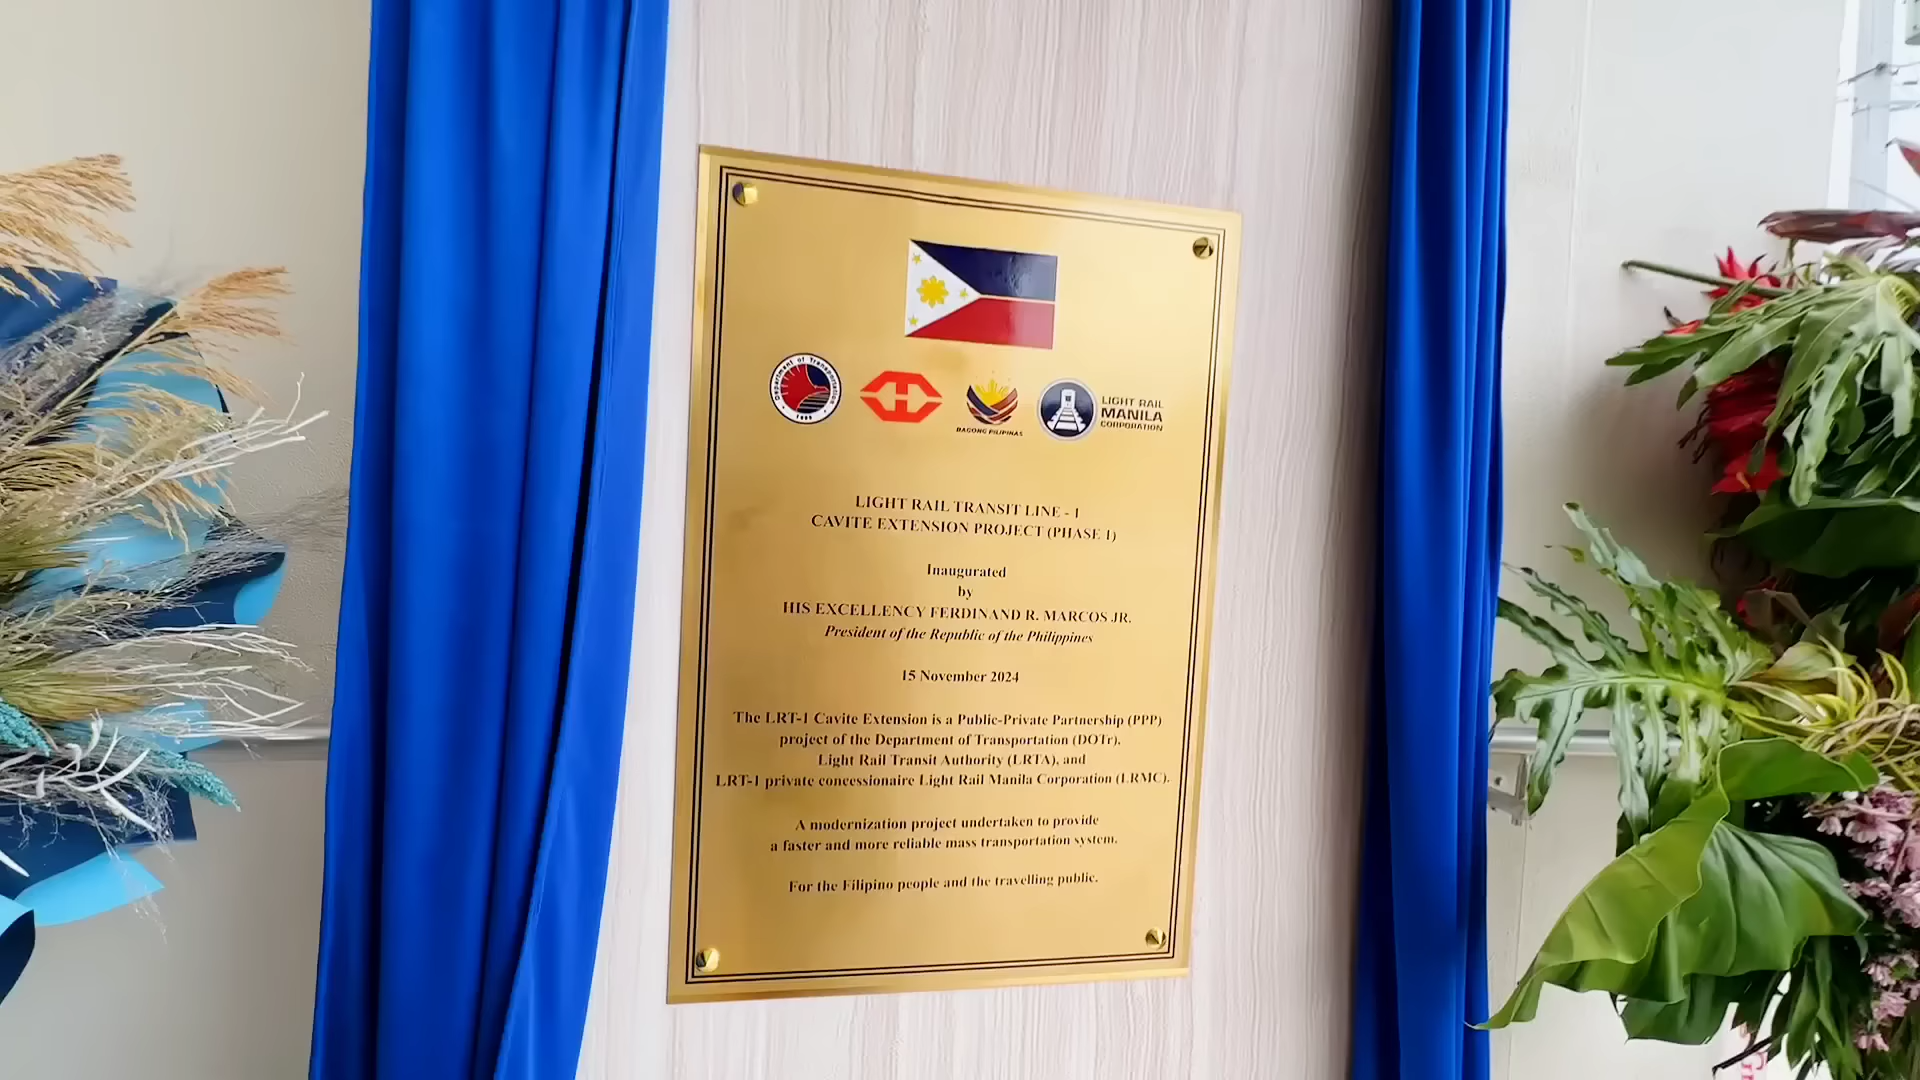 Department of Transportation
BAGONG PILIPINAS
LIGHT RAIL
MANILA
CORPORATION
LIGHT RAIL TRANSIT LINE - 1
CAVITE EXTENSION PROJECT (PHASE 1)
Inaugurated
by
HIS EXCELLENCY FERDINAND R. MARCOS JR.
President of the Republic of the Philippines
15 November 2024
The LRT-1 Cavite Extension is a Public-Private Partnership (PPP)
project of the Department of Transportation (DOTr),
Light Rail Transit Authority (LRTA), and
LRT-1 private concessionaire Light Rail Manila Corporation (LRMC).
A modernization project undertaken to provide
a faster and more reliable mass transportation system.
For the Filipino people and the travelling public.